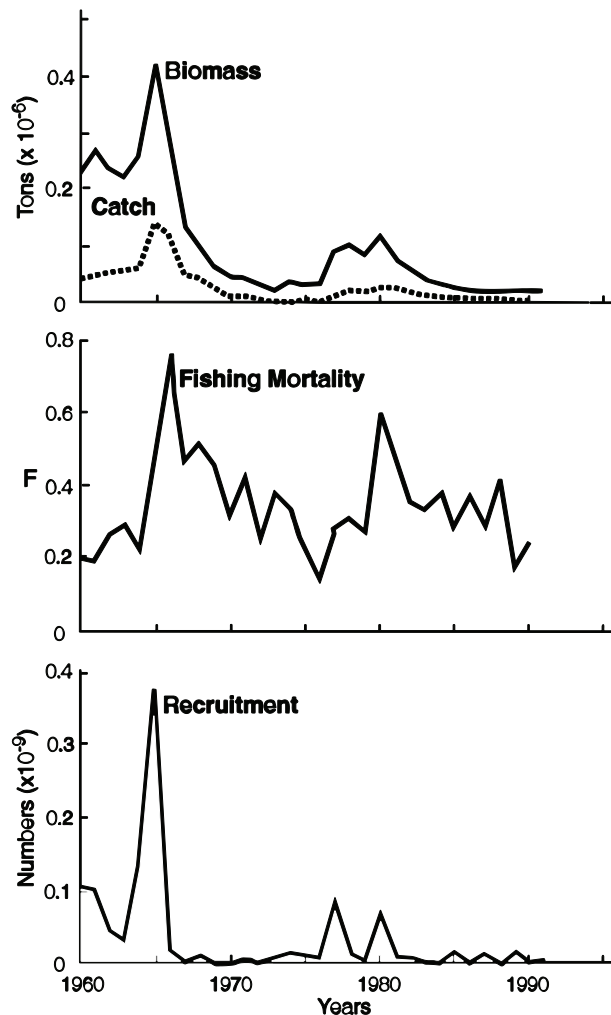 Biomass
0.4
Tons (x 10⁻⁶)
0.2
Catch
0
0.8
Fishing Mortality
0.6
F
0.4
0.2
0
0.4
Recruitment
0.3
Numbers (x10⁻⁹)
0.2
0.1
0
1960 1970 1980 1990
Years